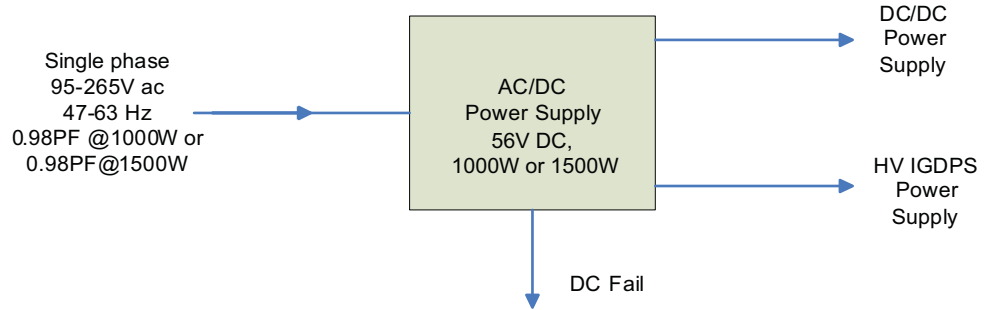 Single phase
95-265V ac
47-63 Hz
0.98PF @1000W or
0.98PF@1500W
AC/DC
Power Supply
56V DC,
1000W or 1500W
DC/DC
Power
Supply
HV IGDPS
Power
Supply
DC Fail